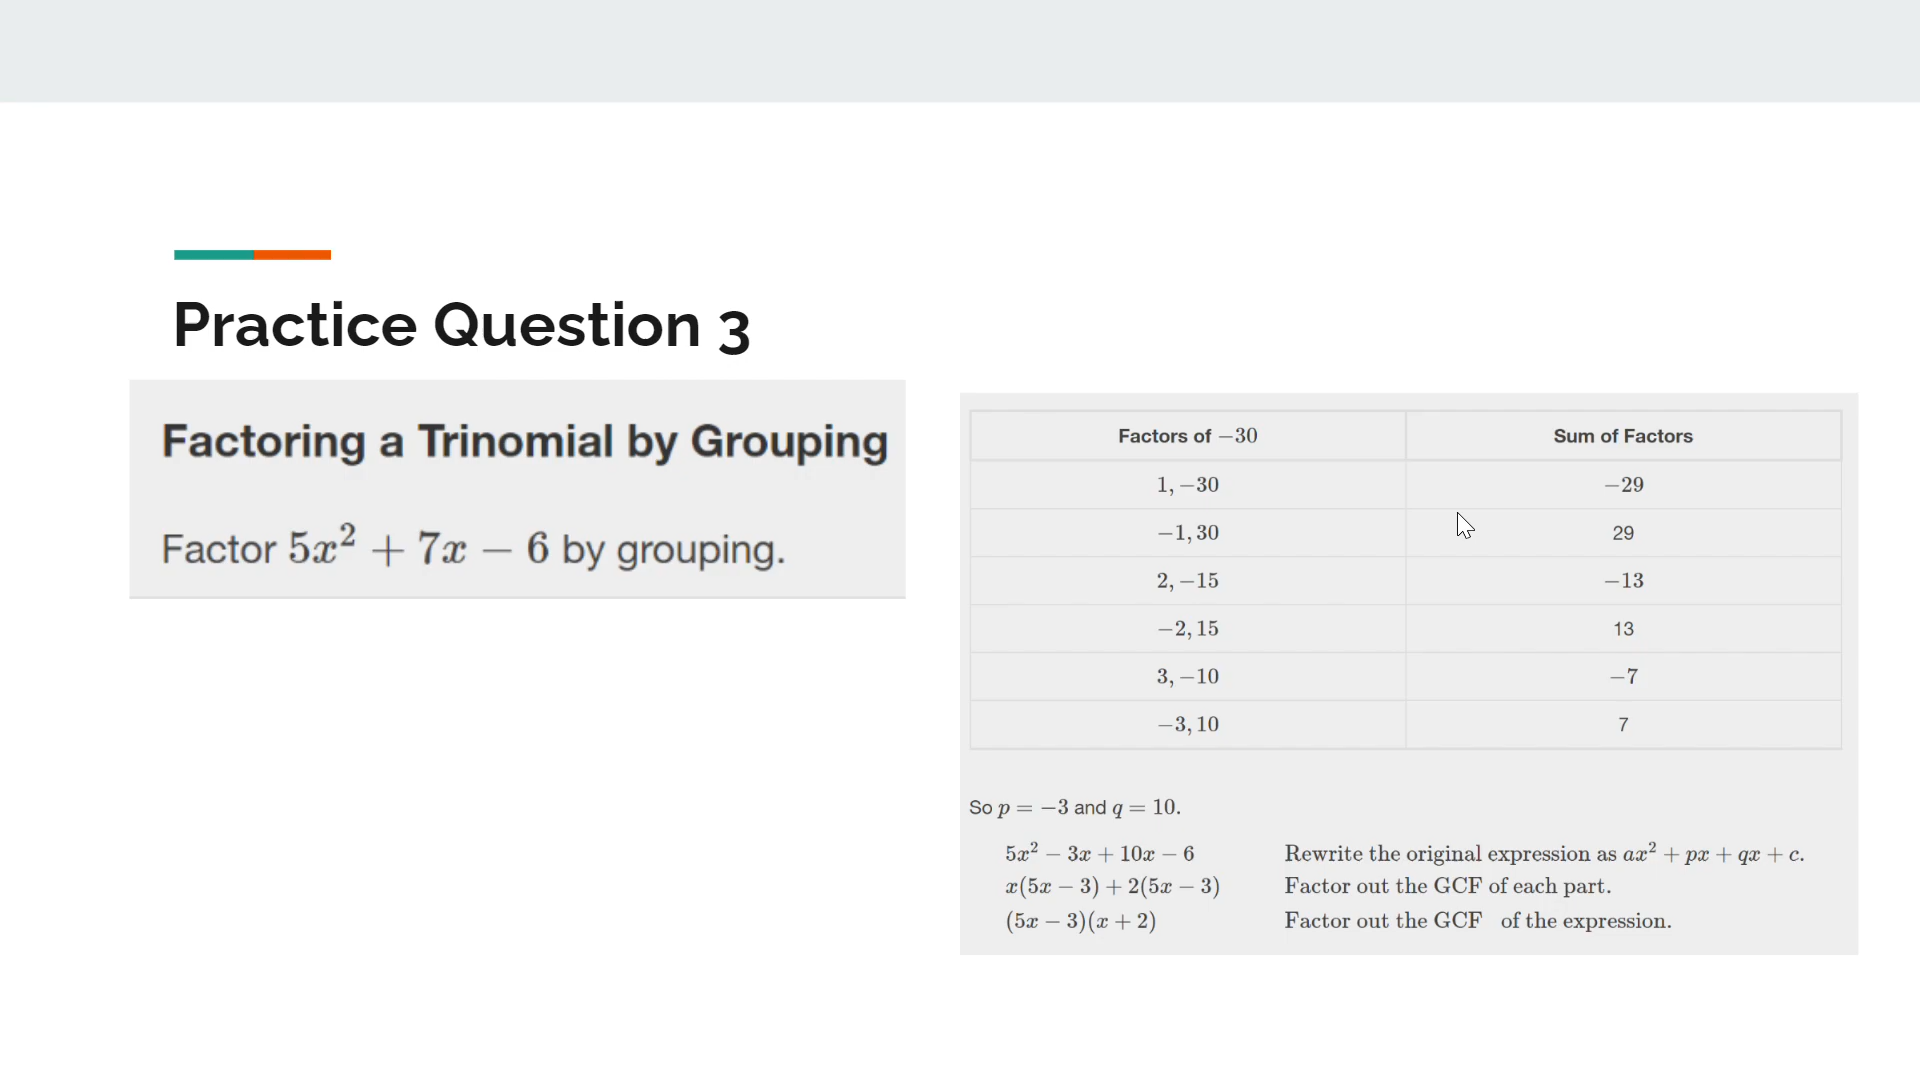 Practice Question 3
Factoring a Trinomial by Grouping
Factor 5x² + 7x − 6 by grouping.
Factors of −30 Sum of Factors
1, −30 −29
−1, 30 29
2, −15 −13
−2, 15 13
3, −10 −7
−3, 10 7
So p = −3 and q = 10.
5x² − 3x + 10x − 6 Rewrite the original expression as ax² + px + qx + c.
x(5x − 3) + 2(5x − 3) Factor out the GCF of each part.
(5x − 3)(x + 2) Factor out the GCF of the expression.